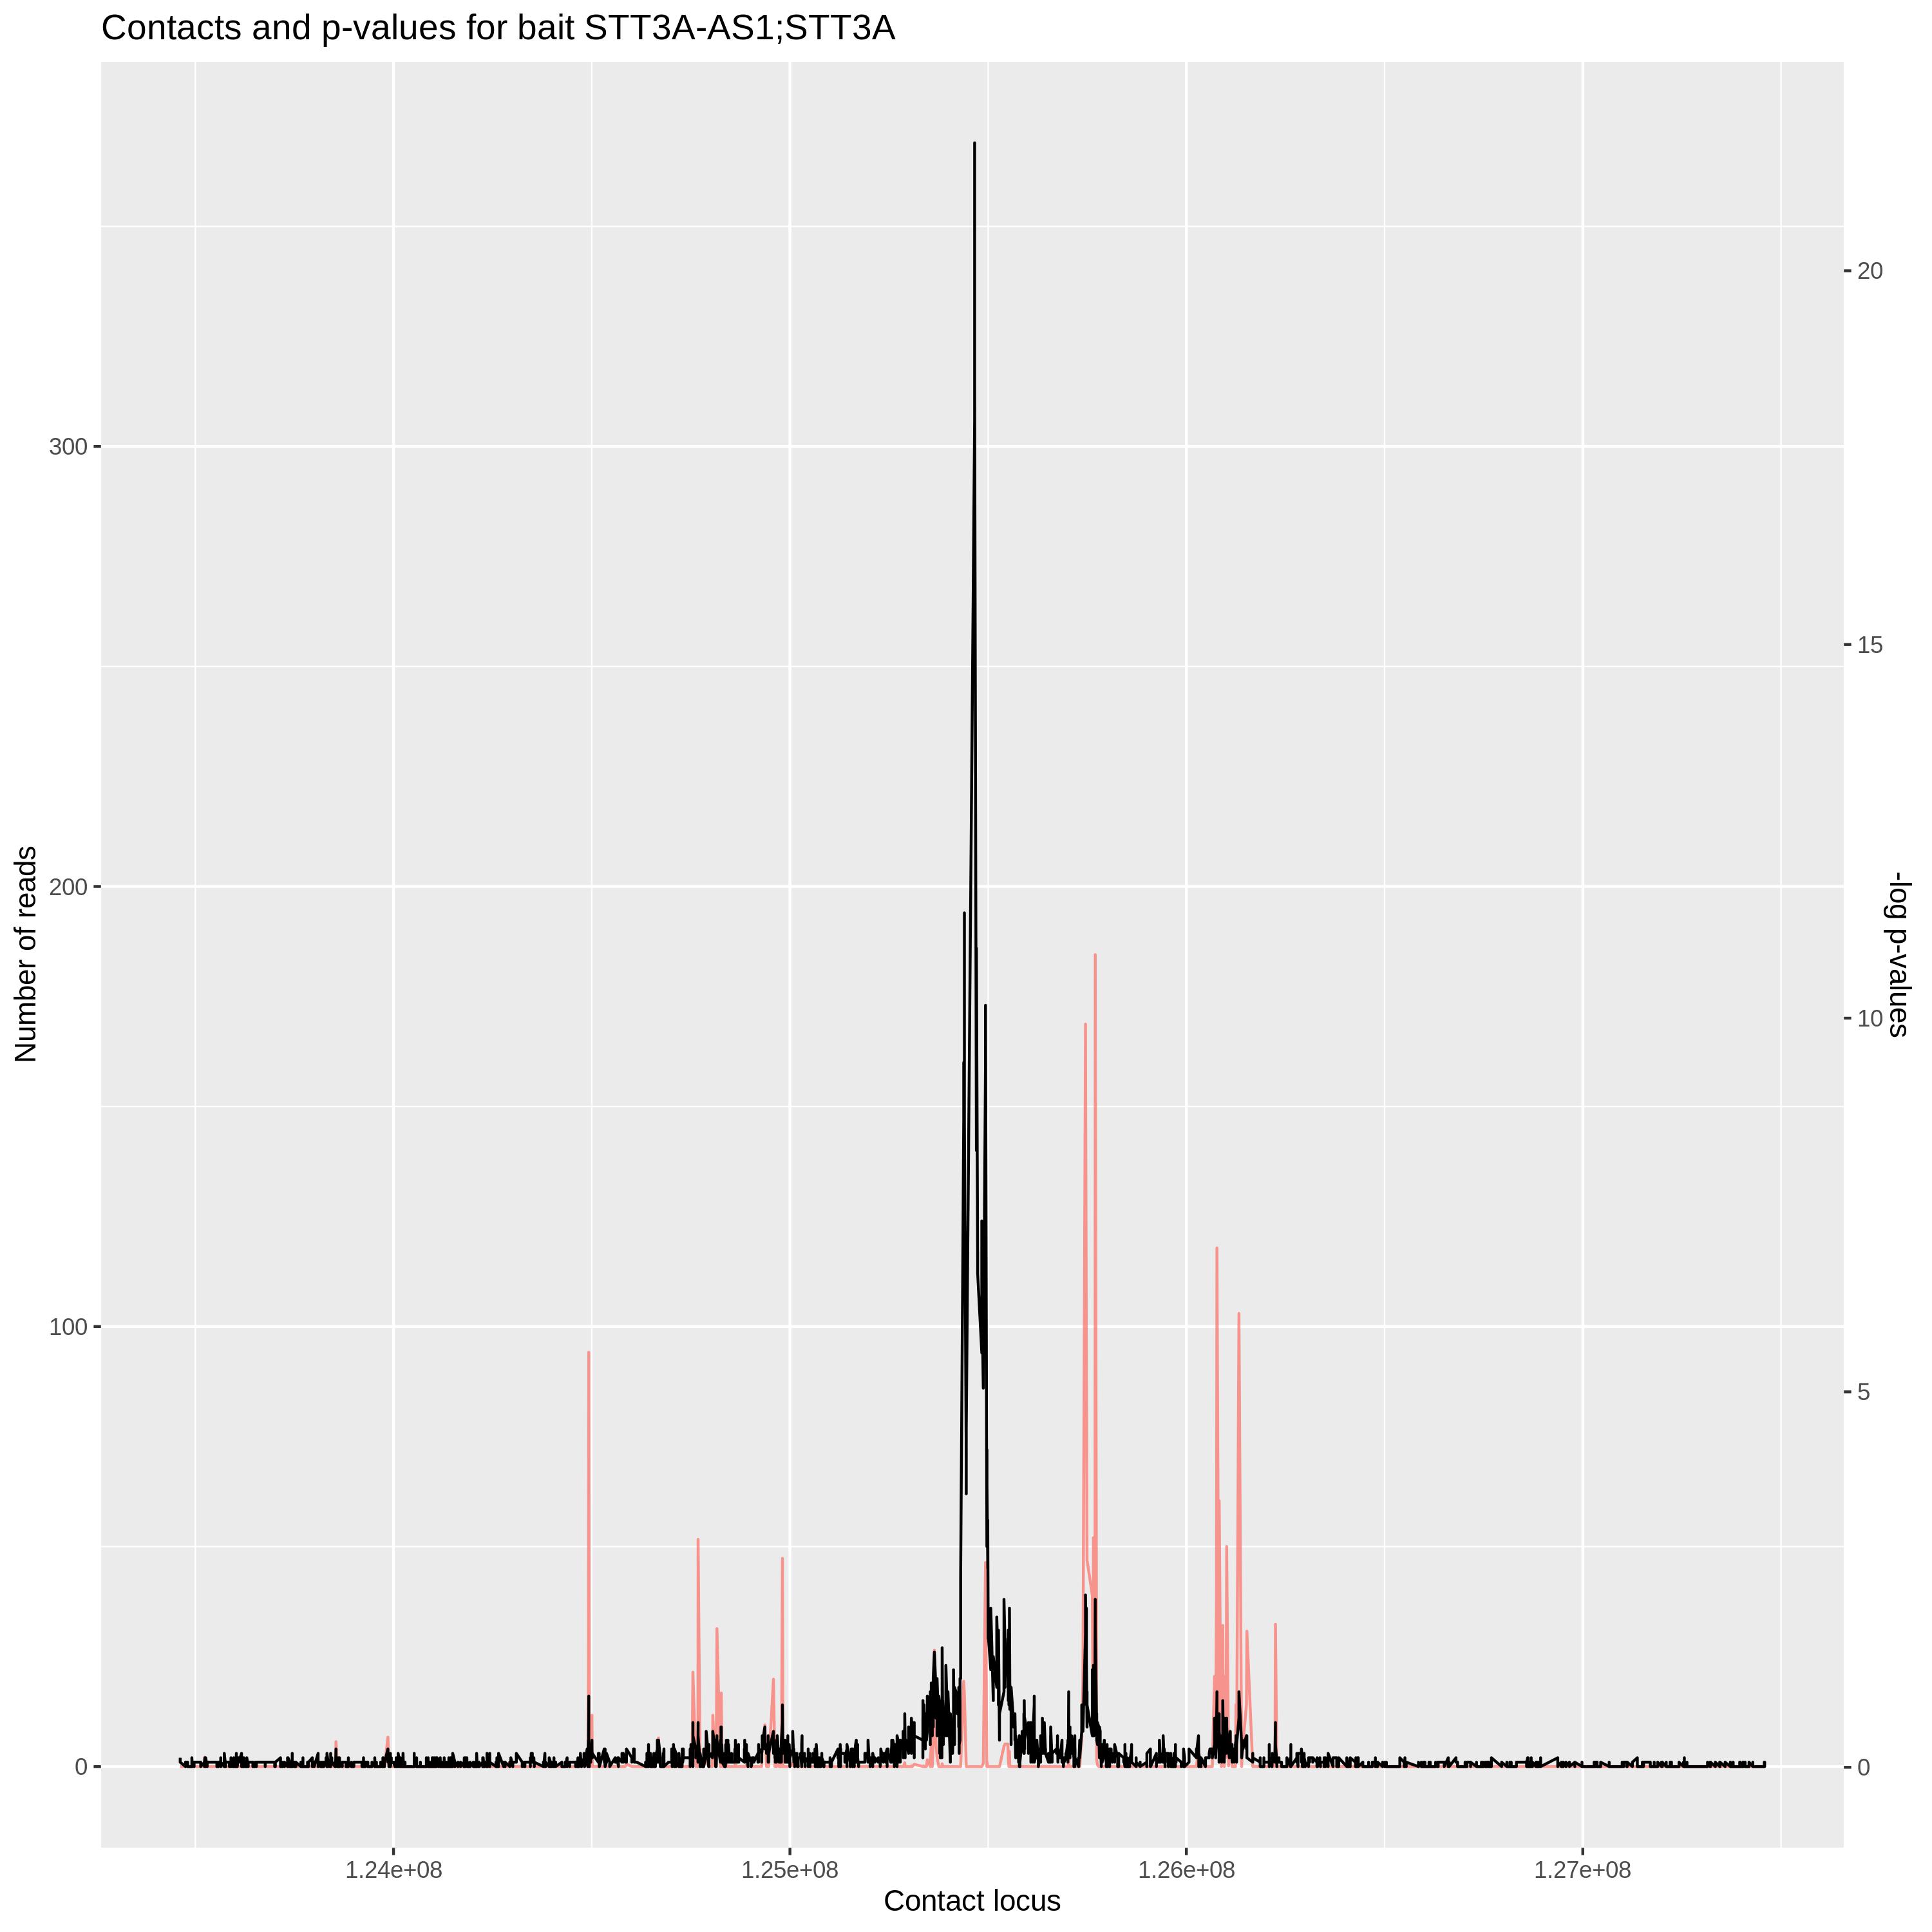 Contacts and p-values for bait STT3A-AS1;STT3A
300
200
100
0
Number of reads
20
15
10
5
0
-log p-values
1.24e+08
1.25e+08
1.26e+08
1.27e+08
Contact locus